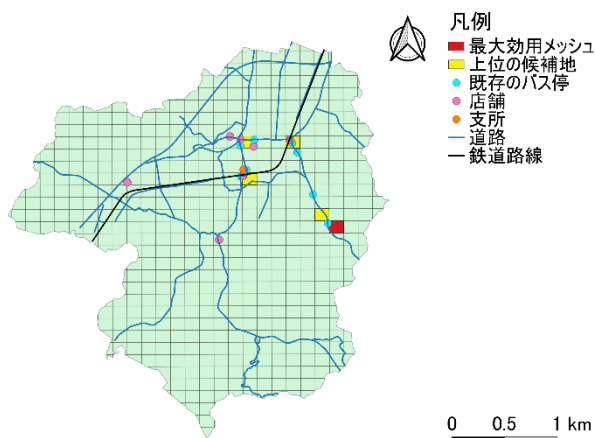 凡例
最大効用メッシュ
上位の候補地
既存のバス停
店舗
支所
道路
鉄道路線
0 0.5 1 km